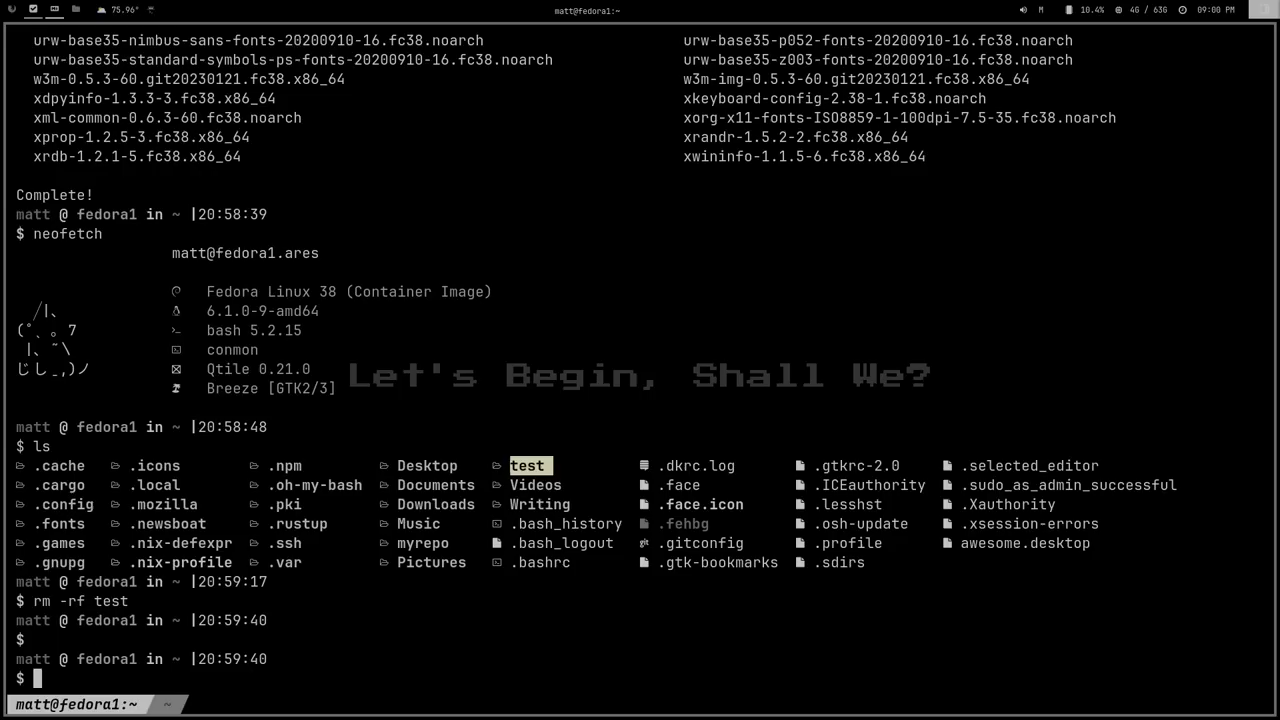 75.96° matt@fedora1:~ M 10.4% 4G / 63G 09:00 PM
urw-base35-nimbus-sans-fonts-20200910-16.fc38.noarch urw-base35-p052-fonts-20200910-16.fc38.noarch
urw-base35-standard-symbols-ps-fonts-20200910-16.fc38.noarch urw-base35-z003-fonts-20200910-16.fc38.noarch
w3m-0.5.3-60.git20230121.fc38.x86_64 w3m-img-0.5.3-60.git20230121.fc38.x86_64
xdpyinfo-1.3.3-3.fc38.x86_64 xkeyboard-config-2.38-1.fc38.noarch
xml-common-0.6.3-60.fc38.noarch xorg-x11-fonts-ISO8859-1-100dpi-7.5-35.fc38.noarch
xprop-1.2.5-3.fc38.x86_64 xrandr-1.5.2-2.fc38.x86_64
xrdb-1.2.1-5.fc38.x86_64 xwininfo-1.1.5-6.fc38.x86_64
Complete!
matt @ fedora1 in ~ |20:58:39
$ neofetch
matt@fedora1.ares
Fedora Linux 38 (Container Image)
╱|、 6.1.0-9-amd64
(˚ˎ 。7 bash 5.2.15
|、˜〵 conmon
じしˍ,)ノ Qtile 0.21.0
Let's Begin, Shall We?
Breeze [GTK2/3]
matt @ fedora1 in ~ |20:58:48
$ ls
.cache .icons .npm Desktop test .dkrc.log .gtkrc-2.0 .selected_editor
.cargo .local .oh-my-bash Documents Videos .face .ICEauthority .sudo_as_admin_successful
.config .mozilla .pki Downloads Writing .face.icon .lesshst .Xauthority
.fonts .newsboat .rustup Music .bash_history .fehbg .osh-update .xsession-errors
.games .nix-defexpr .ssh myrepo .bash_logout .gitconfig .profile awesome.desktop
.gnupg .nix-profile .var Pictures .bashrc .gtk-bookmarks .sdirs
matt @ fedora1 in ~ |20:59:17
$ rm -rf test
matt @ fedora1 in ~ |20:59:40
$
matt @ fedora1 in ~ |20:59:40
$
matt@fedora1:~ ~